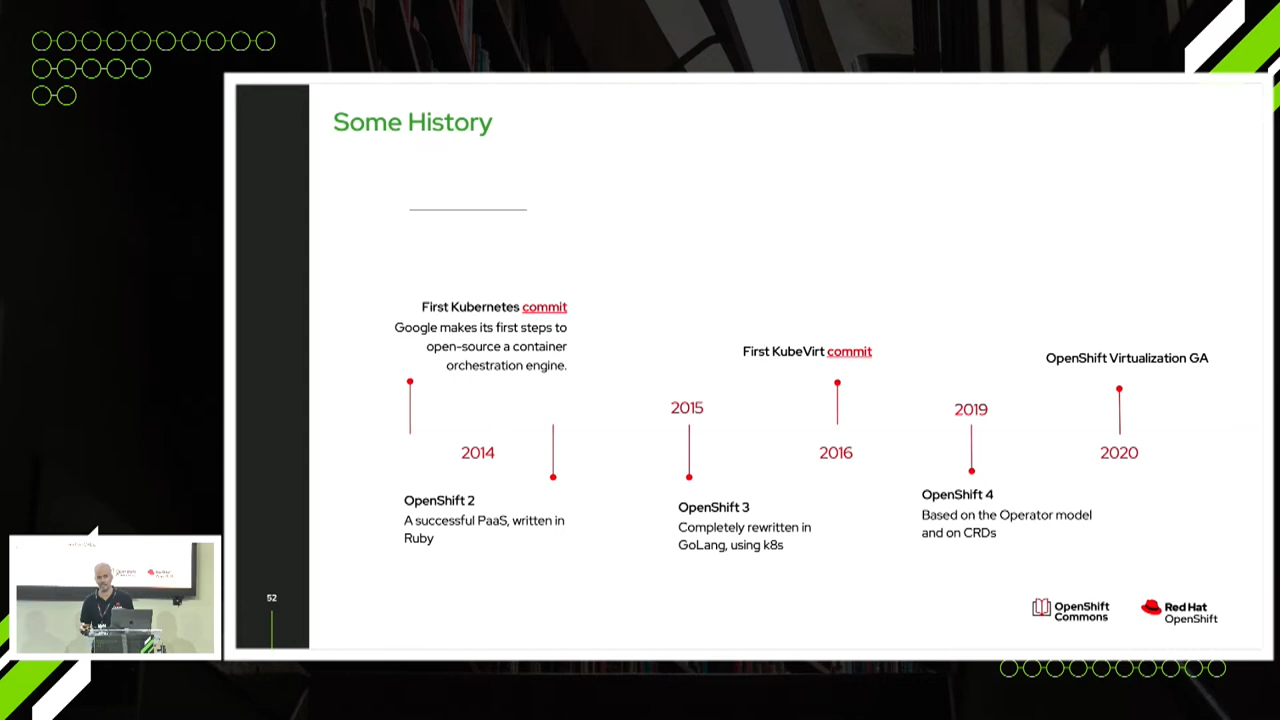 Some History
First Kubernetes commit
Google makes its first steps to
open-source a container
orchestration engine.
First KubeVirt commit
OpenShift Virtualization GA
2015
2019
2014
2016
2020
OpenShift 2
A successful PaaS, written in
Ruby
OpenShift 3
Completely rewritten in
GoLang, using k8s
OpenShift 4
Based on the Operator model
and on CRDs
52
OpenShift
Commons
Red Hat
OpenShift